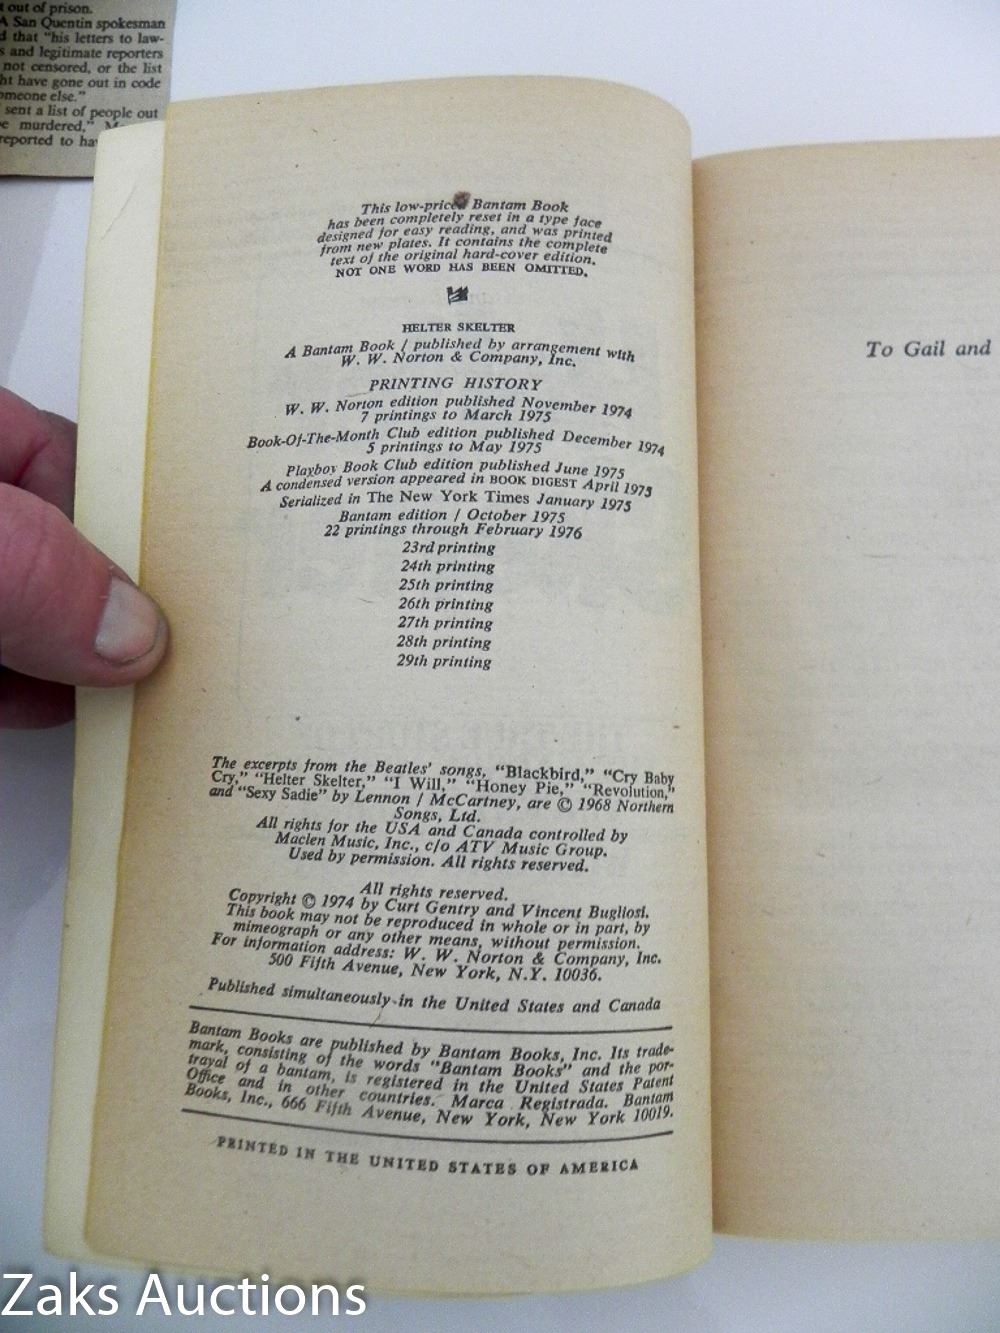 t out of prison.
A San Quentin spokesman
d that "his letters to law-
s and legitimate reporters
not censored, or the list
ht have gone out in code
omeone else."
sent a list of people out
e murdered,"
reported to ha
This low-priced Bantam Book
has been completely reset in a type face
designed for easy reading, and was printed
from new plates. It contains the complete
text of the original hard-cover edition.
NOT ONE WORD HAS BEEN OMITTED.
HELTER SKELTER
A Bantam Book / published by arrangement with
W. W. Norton & Company, Inc.
PRINTING HISTORY
W. W. Norton edition published November 1974
7 printings to March 1975
Book-Of-The-Month Club edition published December 1974
5 printings to May 1975
Playboy Book Club edition published June 1975
A condensed version appeared in BOOK DIGEST April 1975
Serialized in The New York Times January 1975
Bantam edition / October 1975
22 printings through February 1976
23rd printing
24th printing
25th printing
26th printing
27th printing
28th printing
29th printing
The excerpts from the Beatles' songs, "Blackbird," "Cry Baby
Cry," "Helter Skelter," "I Will," "Honey Pie," "Revolution,"
and "Sexy Sadie" by Lennon / McCartney, are © 1968 Northern
Songs, Ltd.
All rights for the USA and Canada controlled by
Maclen Music, Inc., c/o ATV Music Group.
Used by permission. All rights reserved.
All rights reserved.
Copyright © 1974 by Curt Gentry and Vincent Bugliosi.
This book may not be reproduced in whole or in part, by
mimeograph or any other means, without permission.
For information address: W. W. Norton & Company, Inc.
500 Fifth Avenue, New York, N.Y. 10036.
Published simultaneously in the United States and Canada
Bantam Books are published by Bantam Books, Inc. Its trade-
mark, consisting of the words "Bantam Books" and the por-
trayal of a bantam, is registered in the United States Patent
Office and in other countries. Marca Registrada. Bantam
Books, Inc., 666 Fifth Avenue, New York, New York 10019.
PRINTED IN THE UNITED STATES OF AMERICA
To Gail and
Zaks Auctions